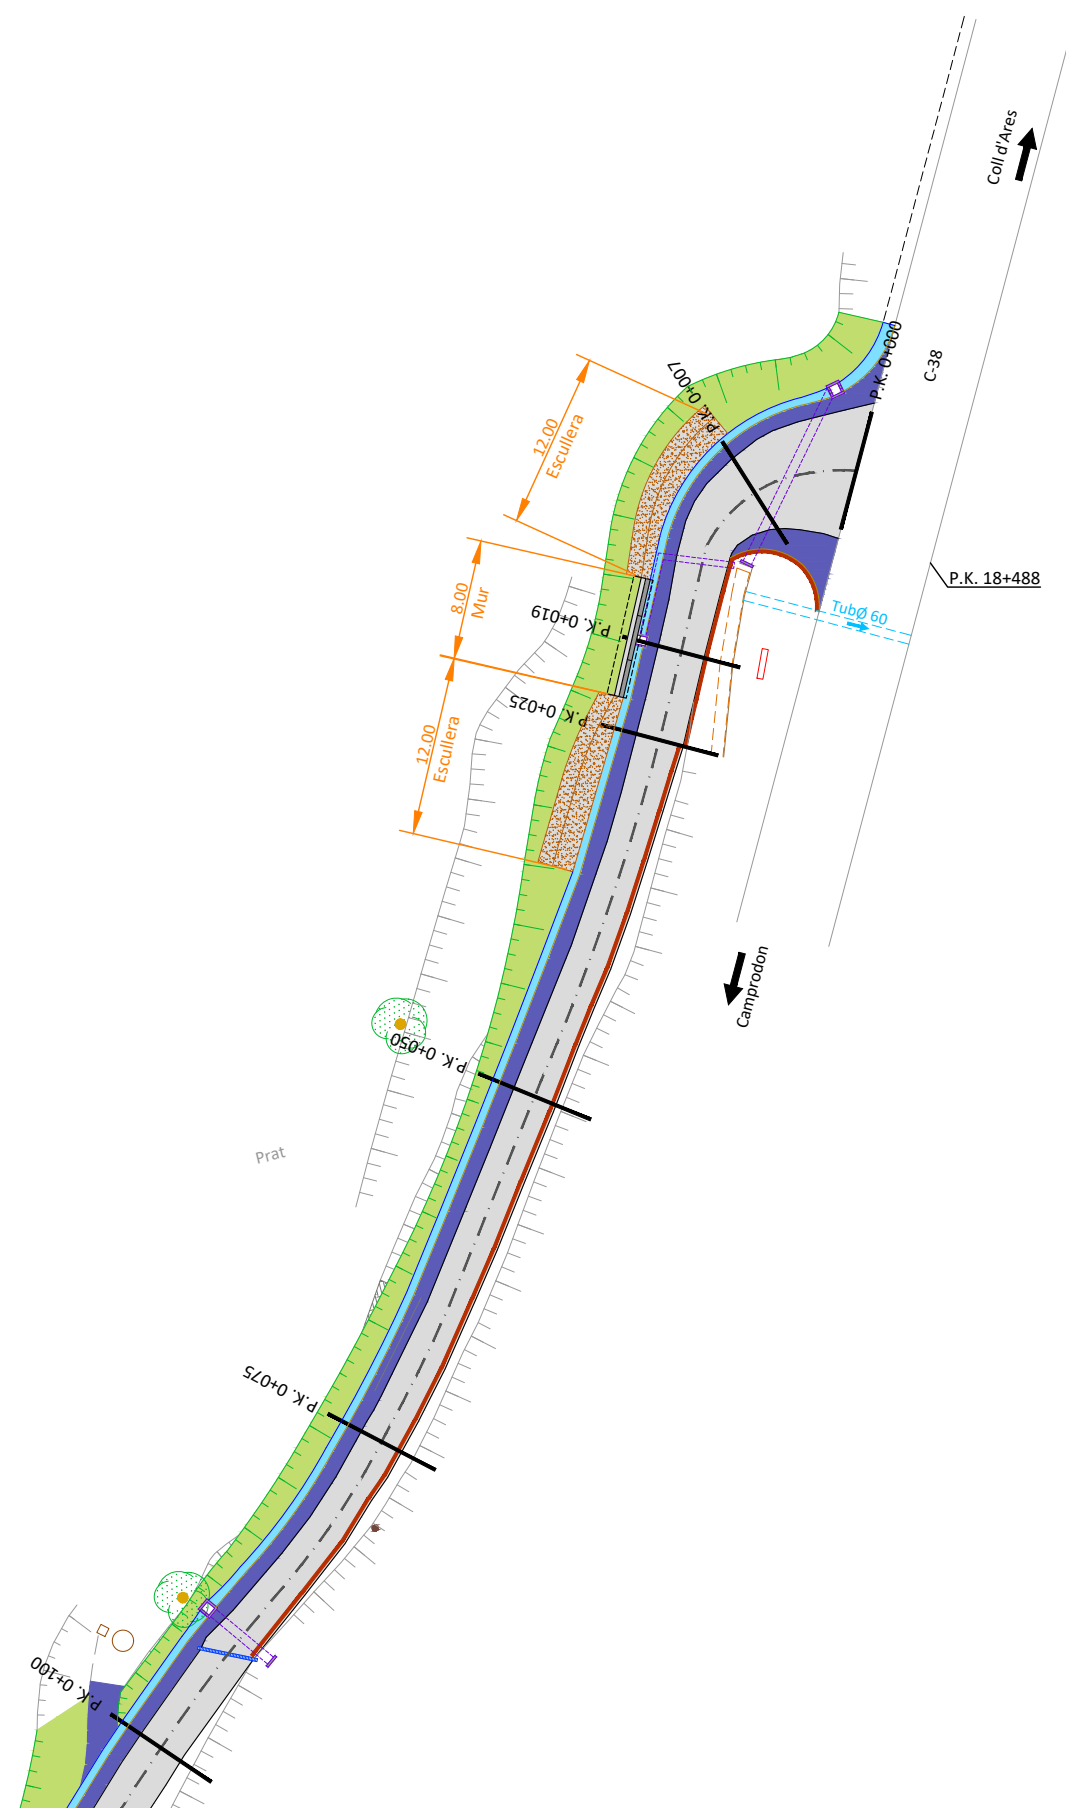 Coll d'Ares
P.K. 0+000
C-38
P.K. 0+007
12.00
Escullera
P.K. 18+488
8.00
Mur
P.K. 0+019
TubØ 60
P.K. 0+025
12.00
Escullera
Camprodon
P.K. 0+050
Prat
P.K. 0+075
P.K. 0+100